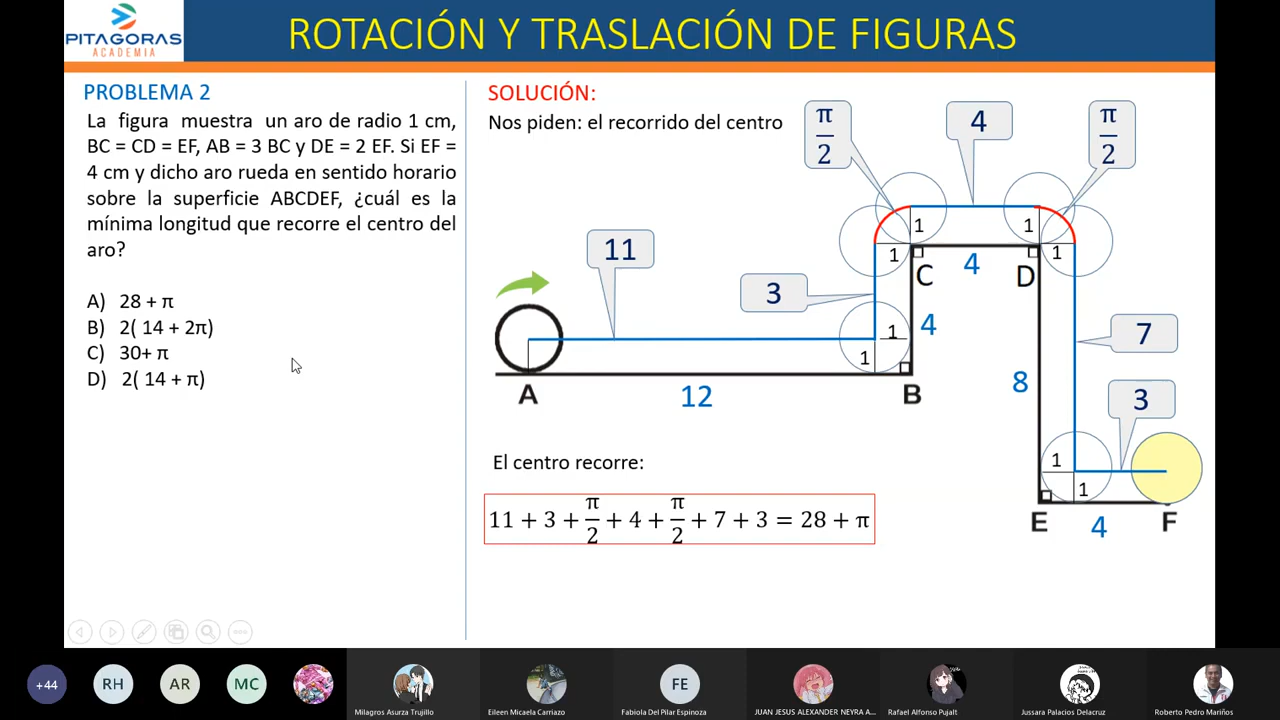 PITAGORAS
ACADEMIA
ROTACIÓN Y TRASLACIÓN DE FIGURAS
PROBLEMA 2
La figura muestra un aro de radio 1 cm,
BC = CD = EF, AB = 3 BC y DE = 2 EF. Si EF =
4 cm y dicho aro rueda en sentido horario
sobre la superficie ABCDEF, ¿cuál es la
mínima longitud que recorre el centro del
aro?
A) 28 + π
B) 2( 14 + 2π)
C) 30+ π
D) 2( 14 + π)
SOLUCIÓN:
Nos piden: el recorrido del centro
π/2
4
π/2
11
3
1
1
1
1
C
4
D
4
1
1
7
A
12
B
8
3
1
1
E
4
F
El centro recorre:
11 + 3 + π/2 + 4 + π/2 + 7 + 3 = 28 + π
+44
RH
AR
MC
FE
Milagros Asurza Trujillo
Eileen Micaela Carriazo
Fabiola Del Pilar Espinoza
JUAN JESUS ALEXANDER NEYRA A...
Rafael Alfonso Pujalt
Jussara Palacios Delacruz
Roberto Pedro Mariños